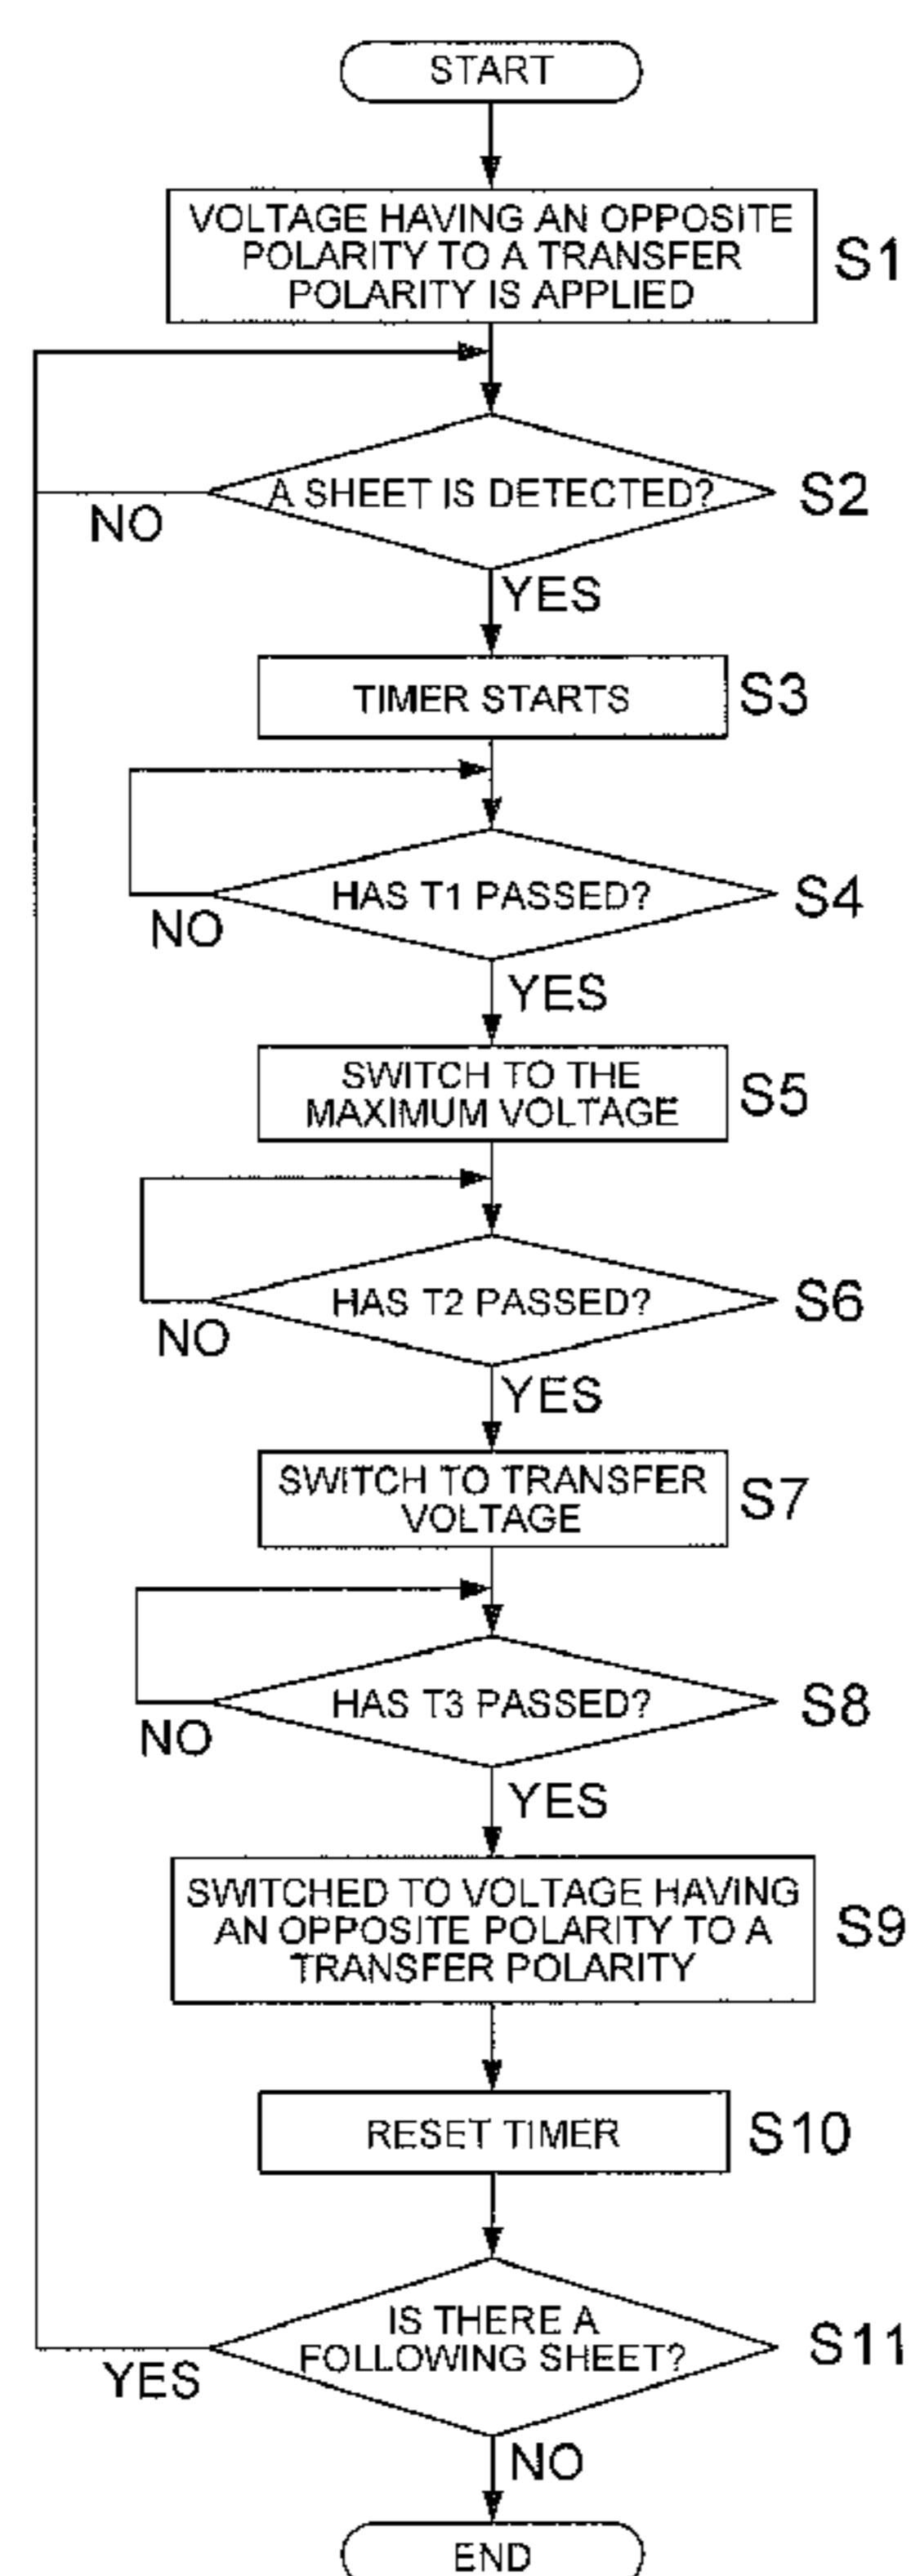 START
VOLTAGE HAVING AN OPPOSITE
POLARITY TO A TRANSFER
POLARITY IS APPLIED
S1
A SHEET IS DETECTED?
S2
NO
YES
TIMER STARTS
S3
HAS T1 PASSED?
S4
NO
YES
SWITCH TO THE
MAXIMUM VOLTAGE
S5
HAS T2 PASSED?
S6
NO
YES
SWITCH TO TRANSFER
VOLTAGE
S7
HAS T3 PASSED?
S8
NO
YES
SWITCHED TO VOLTAGE HAVING
AN OPPOSITE POLARITY TO A
TRANSFER POLARITY
S9
RESET TIMER
S10
IS THERE A
FOLLOWING SHEET?
S11
YES
NO
END